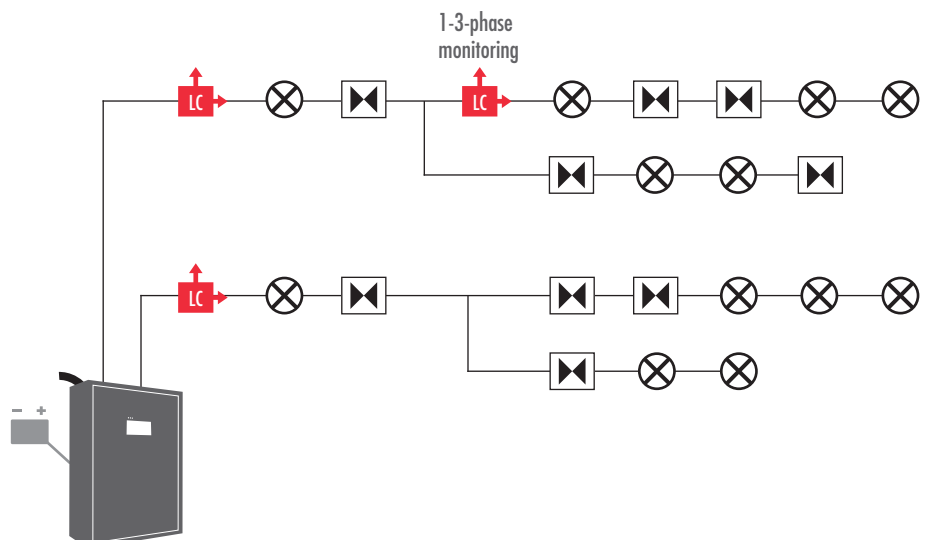 1-3-phase
monitoring
LC
LC
LC
- +